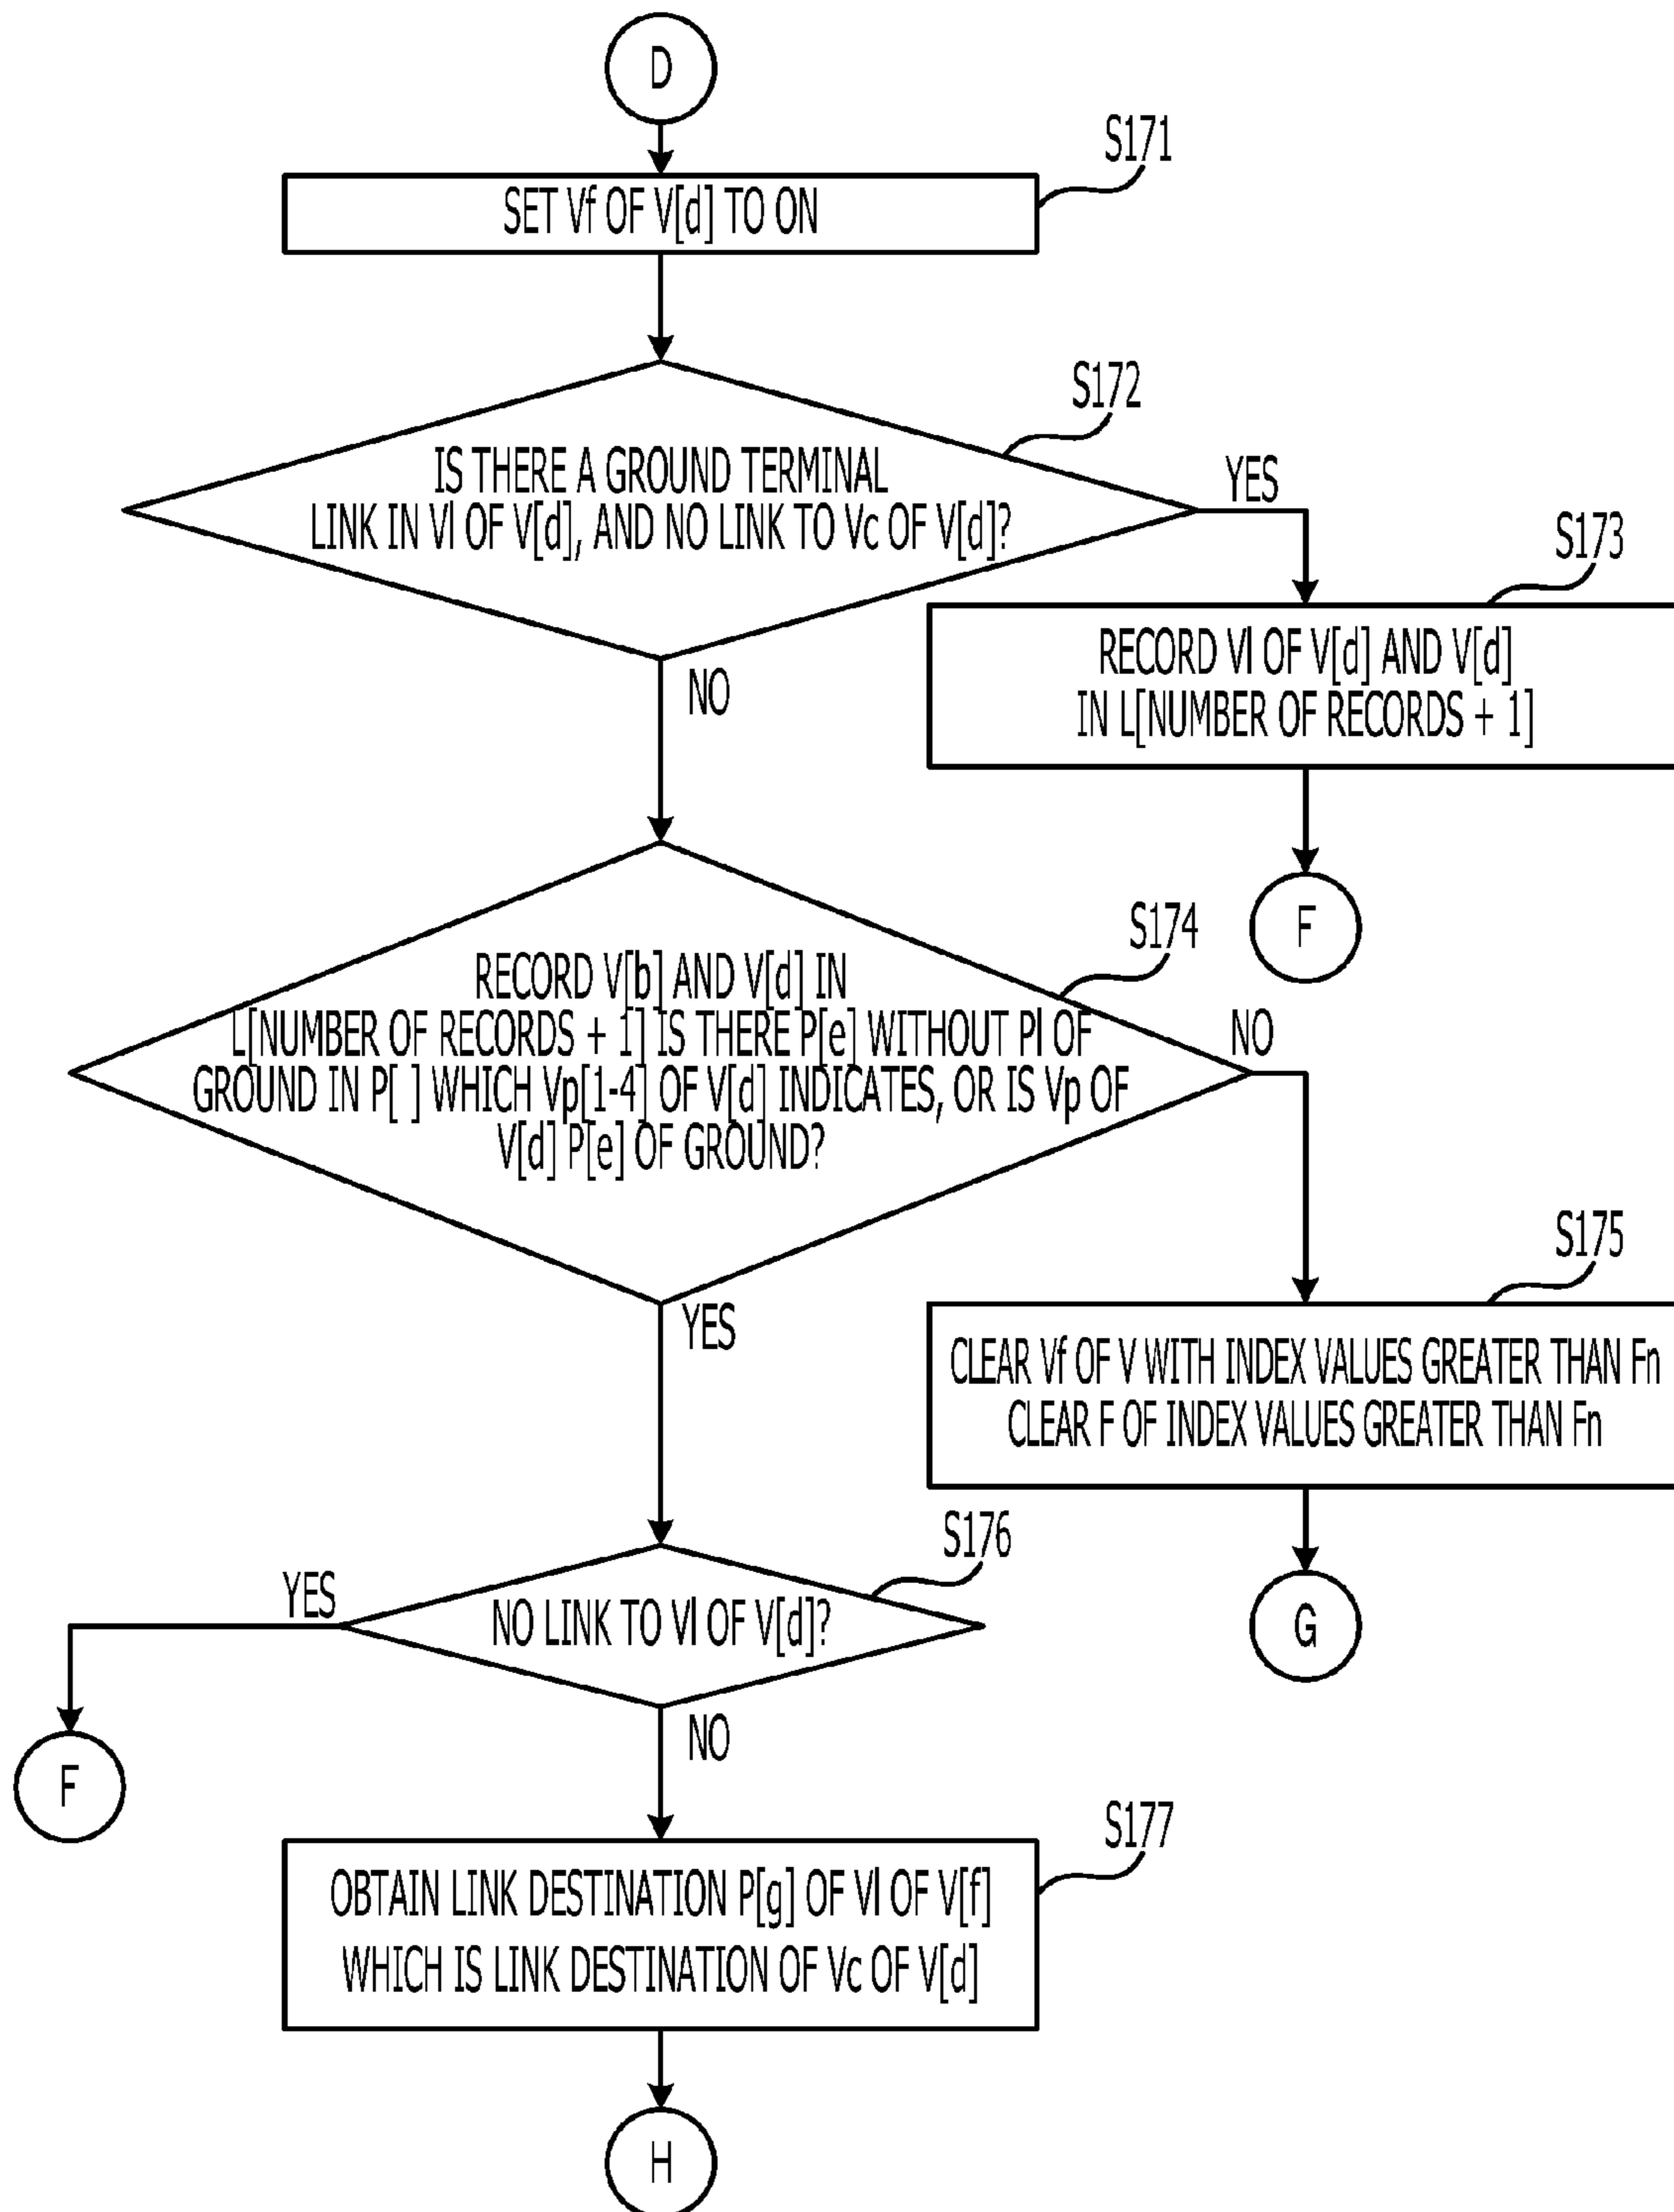 D
S171
SET Vf OF V[d] TO ON
S172
IS THERE A GROUND TERMINAL
LINK IN Vl OF V[d], AND NO LINK TO Vc OF V[d]?
YES
S173
RECORD Vl OF V[d] AND V[d]
IN L[NUMBER OF RECORDS + 1]
NO
F
S174
RECORD V[b] AND V[d] IN
L[NUMBER OF RECORDS + 1] IS THERE P[e] WITHOUT Pl OF
GROUND IN P[ ] WHICH Vp[1-4] OF V[d] INDICATES, OR IS Vp OF
V[d] P[e] OF GROUND?
NO
S175
YES
CLEAR Vf OF V WITH INDEX VALUES GREATER THAN Fn
CLEAR F OF INDEX VALUES GREATER THAN Fn
S176
YES
NO LINK TO Vl OF V[d]?
G
NO
F
S177
OBTAIN LINK DESTINATION P[g] OF Vl OF V[f]
WHICH IS LINK DESTINATION OF Vc OF V[d]
H